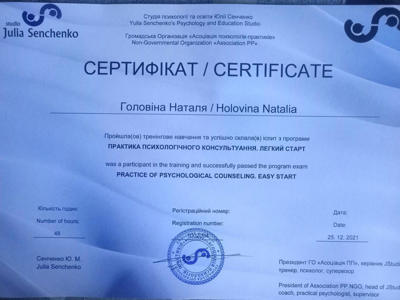 studio
Julia Senchenko
Студія психології та освіти Юлії Сенченко
Yulia Senchenko's Psychology and Education Studio
Громадська Організація «Асоціація психологів-практиків»
Non-Governmental Organization «Association PP»
СЕРТИФІКАТ / CERTIFICATE
Головіна Наталя / Holovina Natalia
Пройшла(ов) тренінгове навчання та успішно склала(в) іспит з програми
ПРАКТИКА ПСИХОЛОГІЧНОГО КОНСУЛЬТУВАННЯ. ЛЕГКИЙ СТАРТ
was a participant in the training and successfully passed the program exam
PRACTICE OF PSYCHOLOGICAL COUNSELING. EASY START
Кількість годин:
Number of hours:
48
Реєстраційний номер:
Registration number:
Дата:
Date:
25. 12. 2021
Сенченко Ю. М.
Julia Senchenko
Президент ГО «Асоціація ПП», керівник JS
тренер, психолог, супервізор
President of Association PP NGO, head of JS
coach, practical psychologist, supervisor